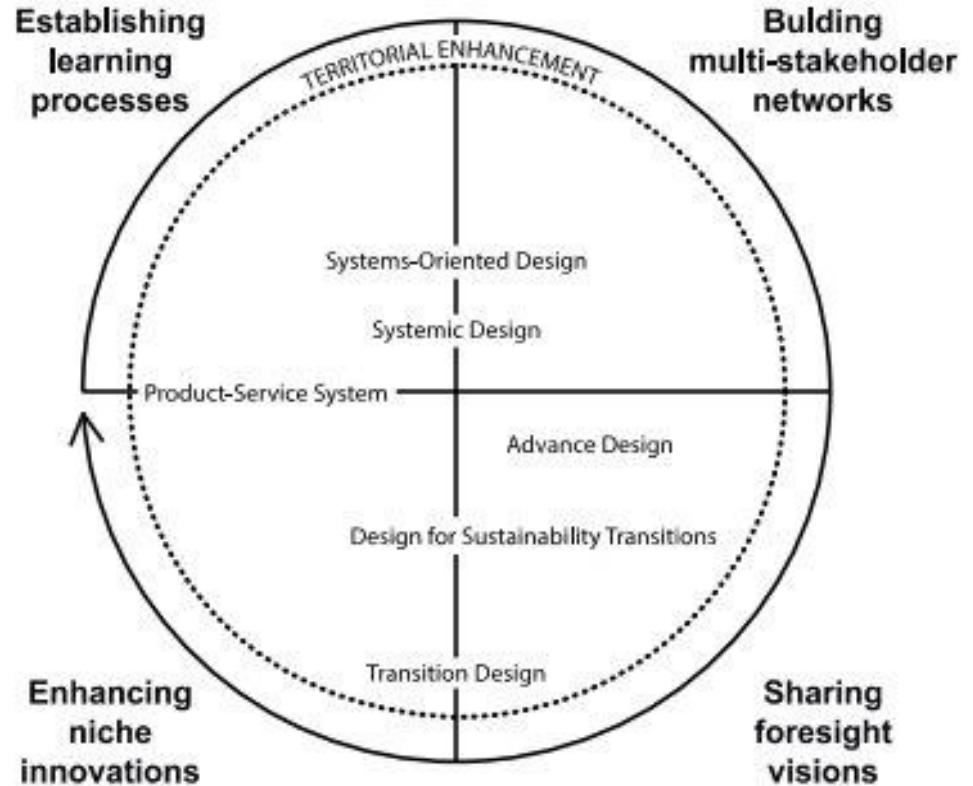 Establishing
learning
processes
Bulding
multi-stakeholder
networks
TERRITORIAL ENHANCEMENT
Systems-Oriented Design
Systemic Design
Product-Service System
Advance Design
Design for Sustainability Transitions
Transition Design
Enhancing
niche
innovations
Sharing
foresight
visions